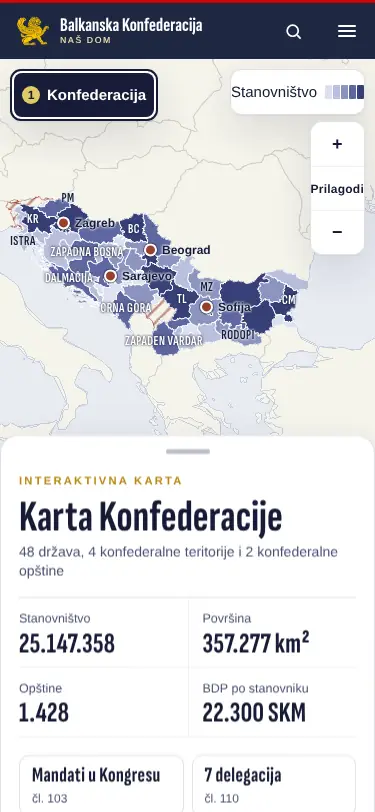 Balkanska Konfederacija
NAŠ DOM
1 Konfederacija
Stanovništvo
+
Prilagodi
−
PM
KR
Zagreb
BC
ISTRA
ZAPADNA BOSNA
Beograd
DALMACIJA
Sarajevo
MZ
TL
CM
CRNA GORA
Sofija
RODOPI
ZAPADEN VARDAR
INTERAKTIVNA KARTA
Karta Konfederacije
48 država, 4 konfederalne teritorije i 2 konfederalne
opštine
Stanovništvo
25.147.358
Površina
357.277 km²
Opštine
1.428
BDP po stanovniku
22.300 SKM
Mandati u Kongresu
čl. 103
7 delegacija
čl. 110